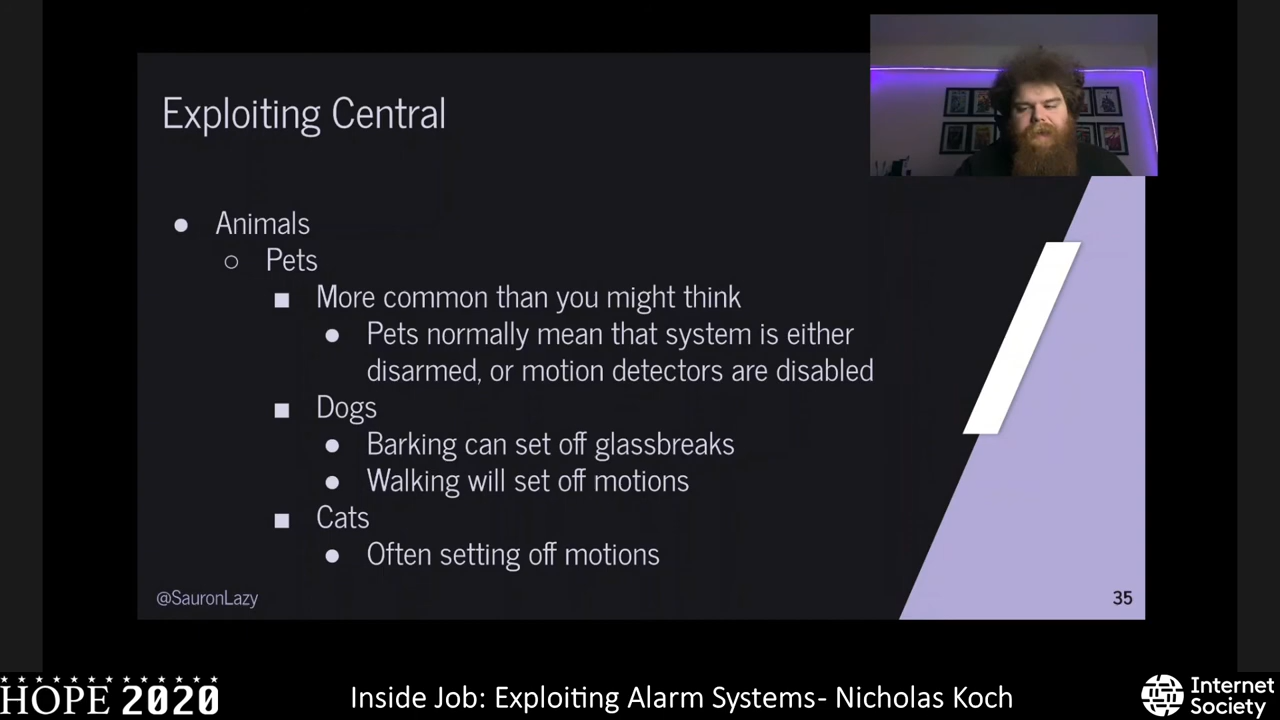 Exploiting Central
● Animals
○ Pets
■ More common than you might think
● Pets normally mean that system is either
disarmed, or motion detectors are disabled
■ Dogs
● Barking can set off glassbreaks
● Walking will set off motions
■ Cats
● Often setting off motions
@SauronLazy
35
HOPE 2020
Inside Job: Exploiting Alarm Systems- Nicholas Koch
Internet
Society